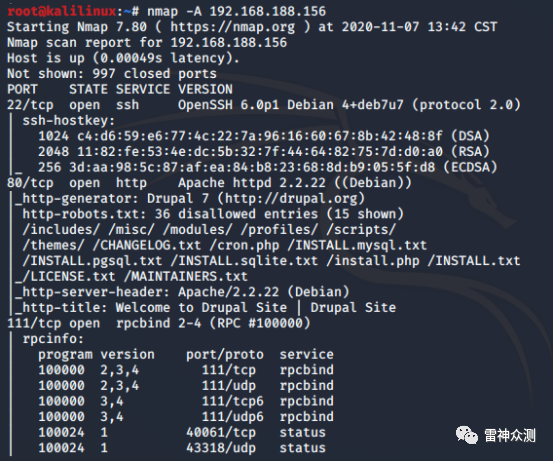 root@kalilinux:~# nmap -A 192.168.188.156
Starting Nmap 7.80 ( https://nmap.org ) at 2020-11-07 13:42 CST
Nmap scan report for 192.168.188.156
Host is up (0.00049s latency).
Not shown: 997 closed ports
PORT    STATE SERVICE VERSION
22/tcp  open  ssh     OpenSSH 6.0p1 Debian 4+deb7u7 (protocol 2.0)
| ssh-hostkey:
|   1024 c4:d6:59:e6:77:4c:22:7a:96:16:60:67:8b:42:48:8f (DSA)
|   2048 11:82:fe:53:4e:dc:5b:32:7f:44:64:82:75:7d:d0:a0 (RSA)
|_  256 3d:aa:98:5c:87:af:ea:84:b8:23:68:8d:b9:05:5f:d8 (ECDSA)
80/tcp  open  http    Apache httpd 2.2.22 ((Debian))
|_http-generator: Drupal 7 (http://drupal.org)
| http-robots.txt: 36 disallowed entries (15 shown)
| /includes/ /misc/ /modules/ /profiles/ /scripts/
| /themes/ /CHANGELOG.txt /cron.php /INSTALL.mysql.txt
| /INSTALL.pgsql.txt /INSTALL.sqlite.txt /install.php /INSTALL.txt
|_/LICENSE.txt /MAINTAINERS.txt
|_http-server-header: Apache/2.2.22 (Debian)
|_http-title: Welcome to Drupal Site | Drupal Site
111/tcp open  rpcbind 2-4 (RPC #100000)
| rpcinfo:
|   program version    port/proto  service
|   100000  2,3,4        111/tcp   rpcbind
|   100000  2,3,4        111/udp   rpcbind
|   100000  3,4          111/tcp6  rpcbind
|   100000  3,4          111/udp6  rpcbind
|   100024  1          40061/tcp   status
|   100024  1          43318/udp   status
雷神众测